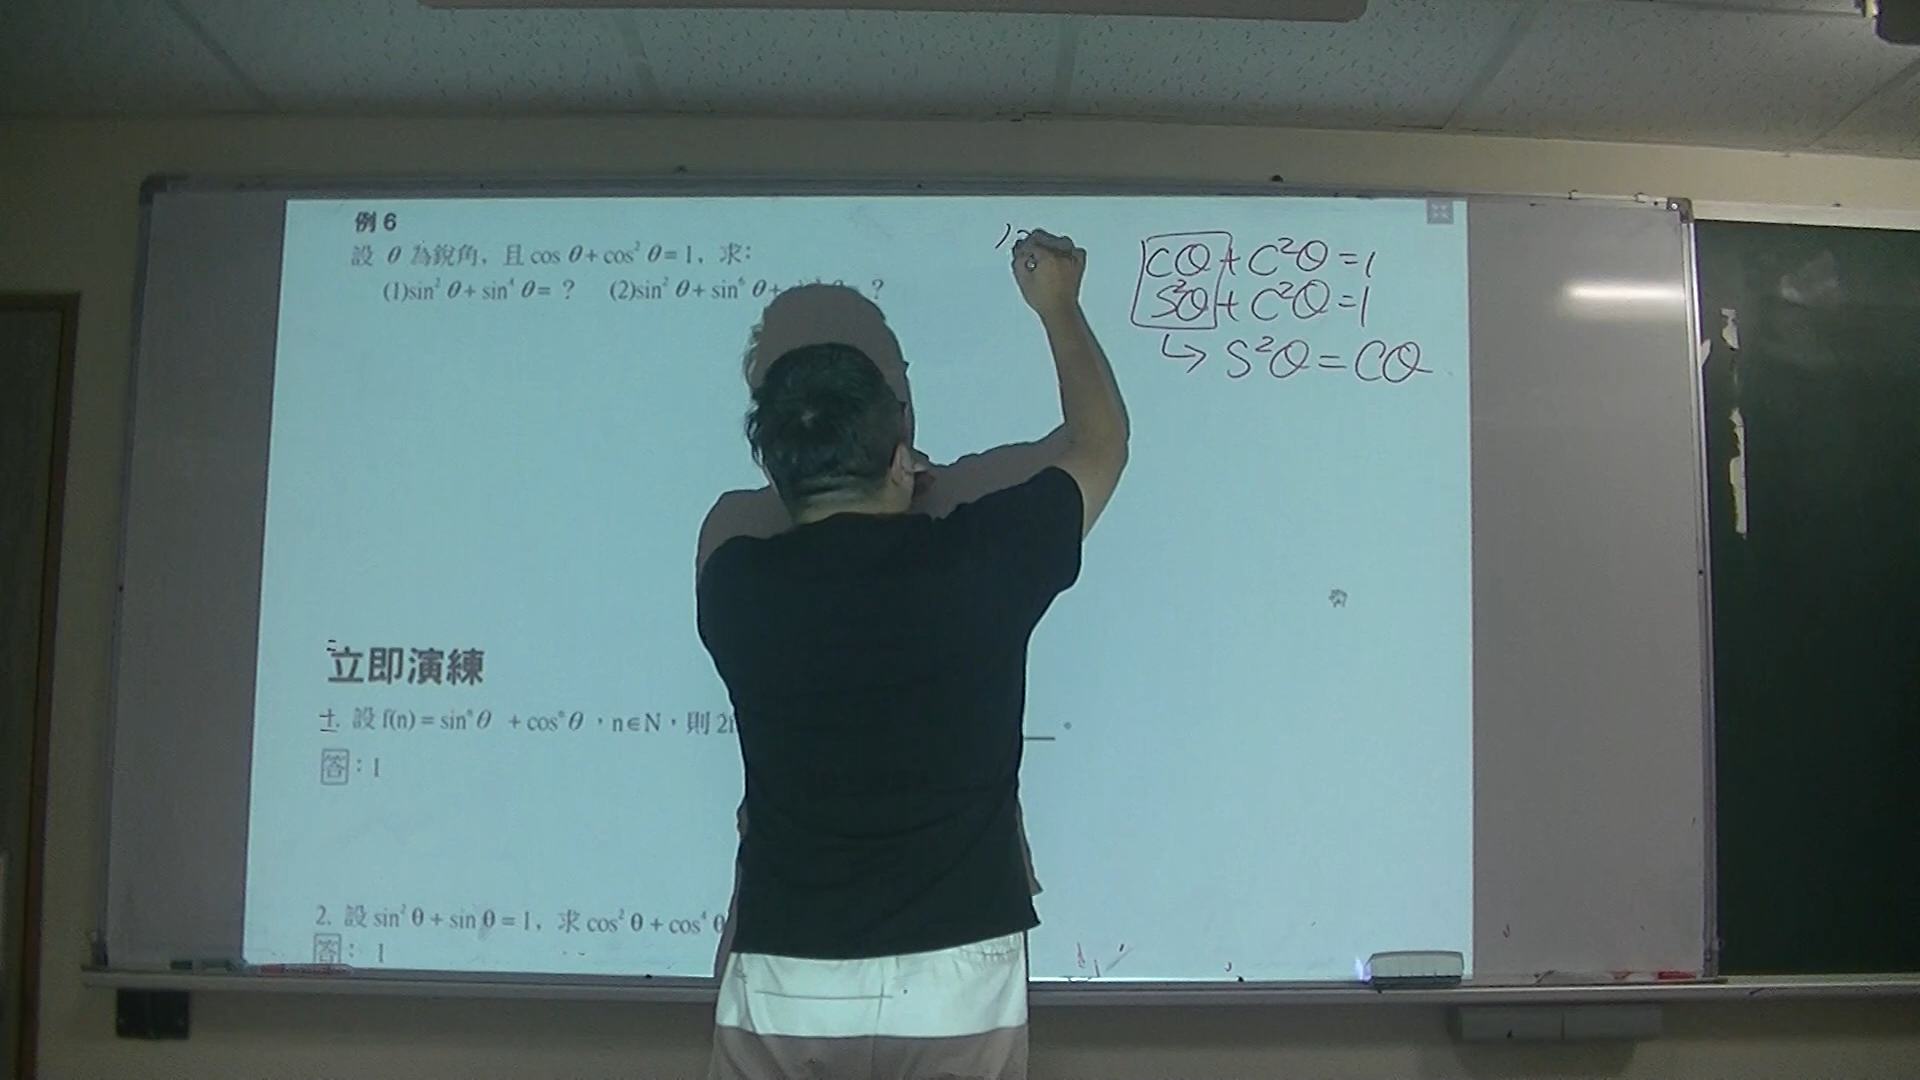 例 6
設 θ 為銳角，且 cos θ + cos² θ = 1，求：
(1)sin² θ + sin⁴ θ = ？ (2)sin² θ + sin⁶ θ + ？
Cθ + C²θ = 1
S²θ + C²θ = 1
↳ S²θ = Cθ
立即演練
1. 設 f(n) = sinⁿ θ + cosⁿ θ，n∈N，則 2
答：1
2. 設 sin² θ + sin θ = 1，求 cos² θ + cos⁴ θ
答：1